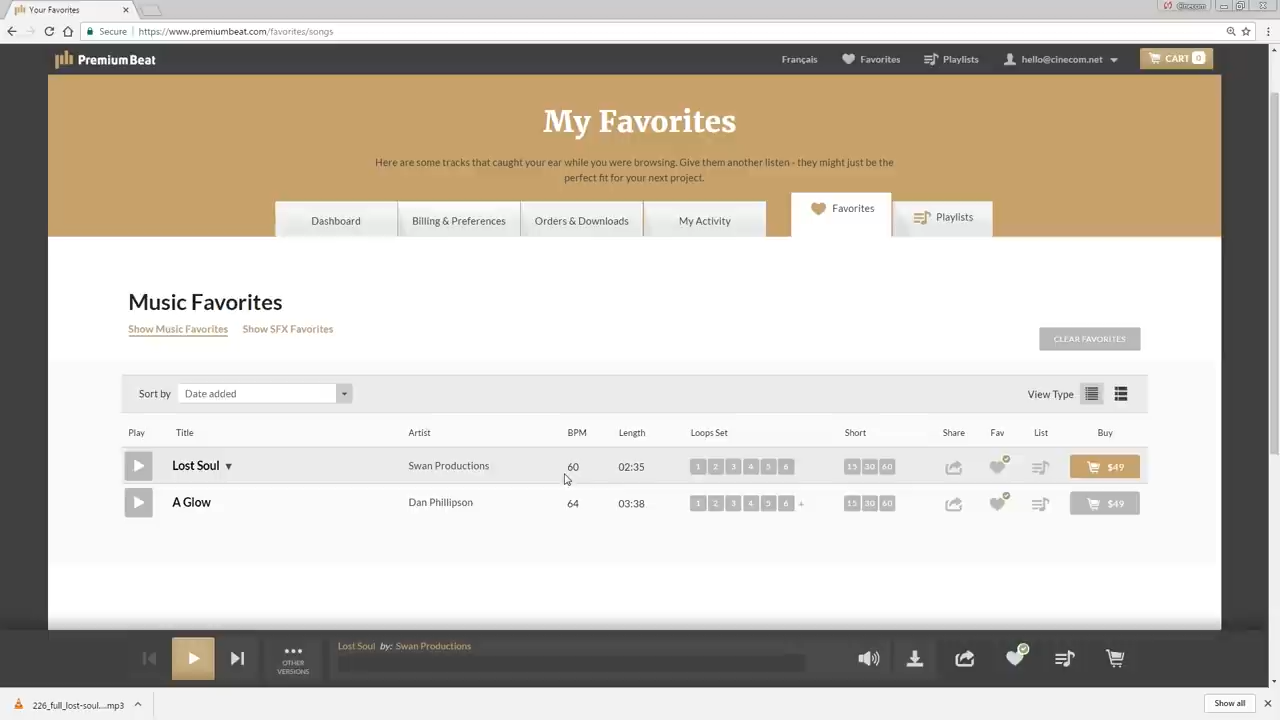 Your Favorites
Cinecom
Secure https://www.premiumbeat.com/favorites/songs
PremiumBeat
Français Favorites Playlists hello@cinecom.net CART 0
My Favorites
Here are some tracks that caught your ear while you were browsing. Give them another listen - they might just be the
perfect fit for your next project.
Dashboard Billing & Preferences Orders & Downloads My Activity Favorites Playlists
Music Favorites
Show Music Favorites Show SFX Favorites
CLEAR FAVORITES
Sort by Date added View Type
Play Title Artist BPM Length Loops Set Short Share Fav List Buy
Lost Soul Swan Productions 60 02:35 1 2 3 4 5 6 15 30 60 $49
A Glow Dan Phillipson 64 03:38 1 2 3 4 5 6 + 15 30 60 $49
Lost Soul by: Swan Productions
OTHER
VERSIONS
226_full_lost-soul....mp3 Show all